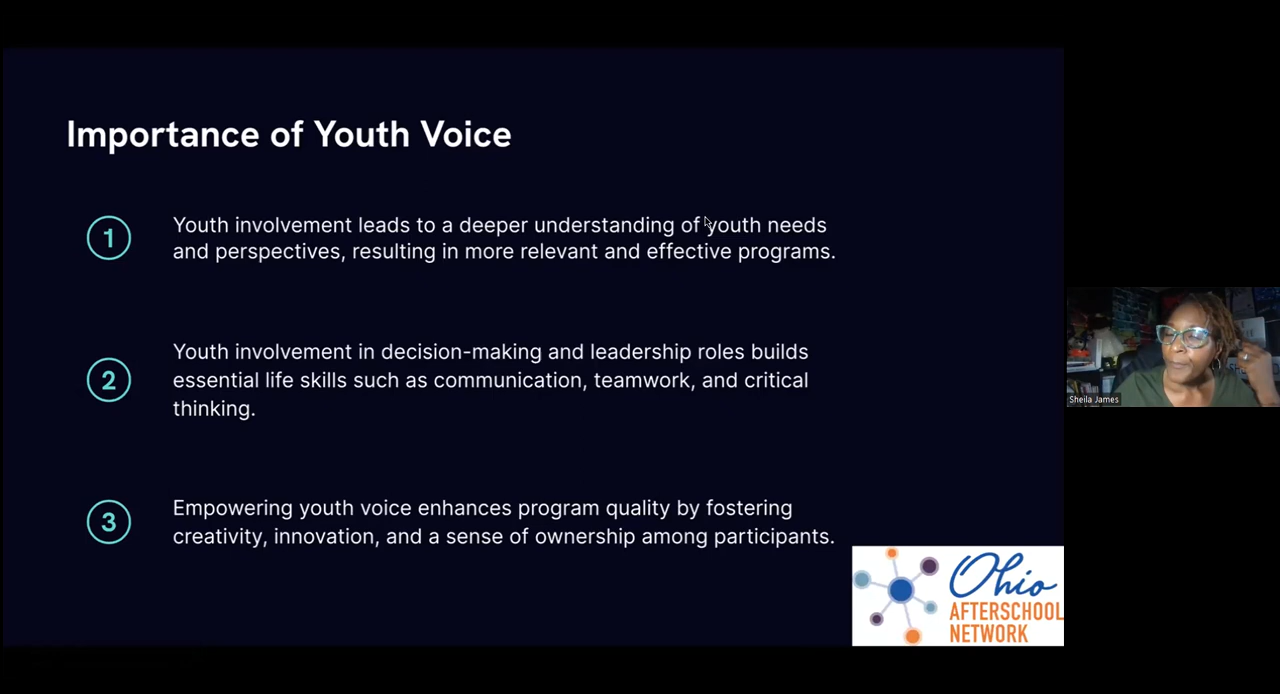 Importance of Youth Voice
1
Youth involvement leads to a deeper understanding of youth needs
and perspectives, resulting in more relevant and effective programs.
2
Youth involvement in decision-making and leadership roles builds
essential life skills such as communication, teamwork, and critical
thinking.
3
Empowering youth voice enhances program quality by fostering
creativity, innovation, and a sense of ownership among participants.
Ohio
AFTERSCHOOL
NETWORK
Sheila James